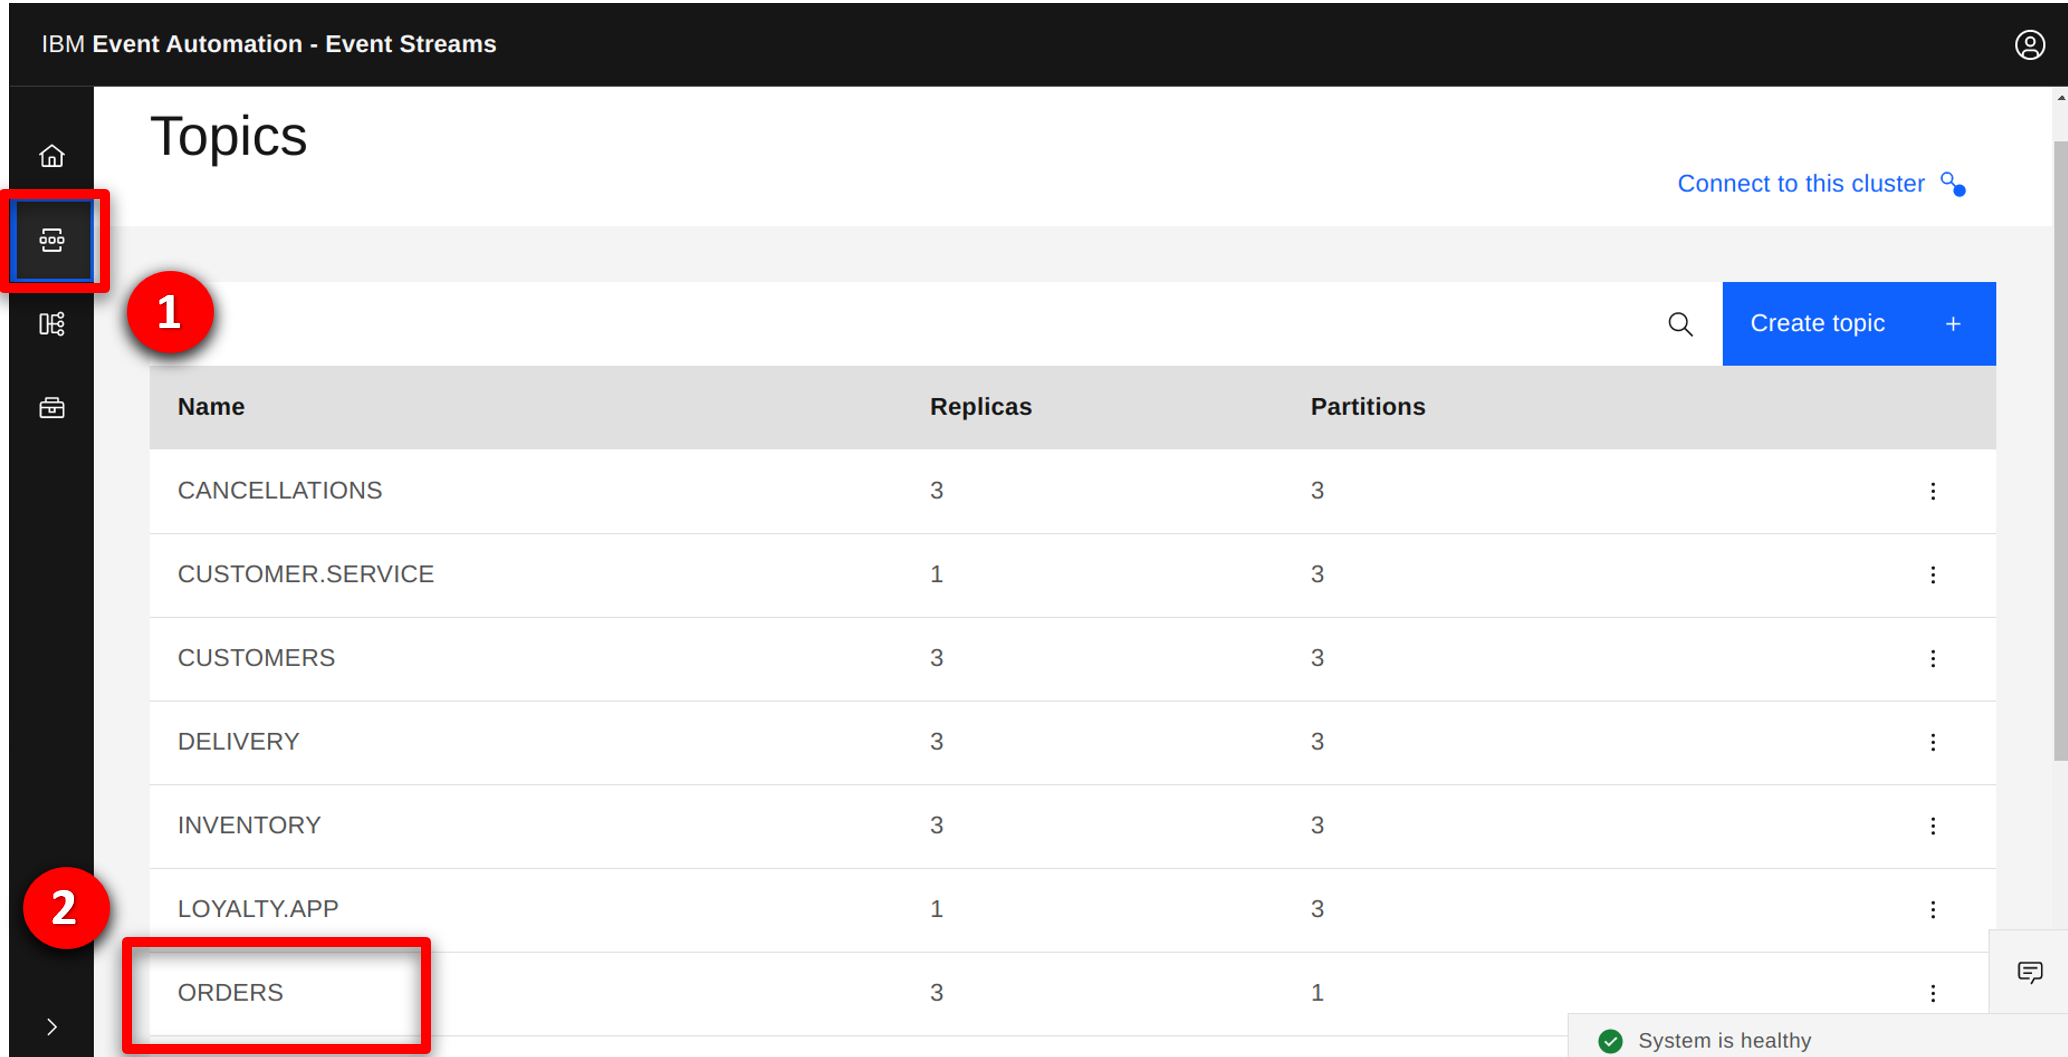 IBM Event Automation - Event Streams
Topics
Connect to this cluster
1
Create topic +
Name Replicas Partitions
CANCELLATIONS 3 3
CUSTOMER.SERVICE 1 3
CUSTOMERS 3 3
DELIVERY 3 3
INVENTORY 3 3
2
LOYALTY.APP 1 3
ORDERS 3 1
System is healthy